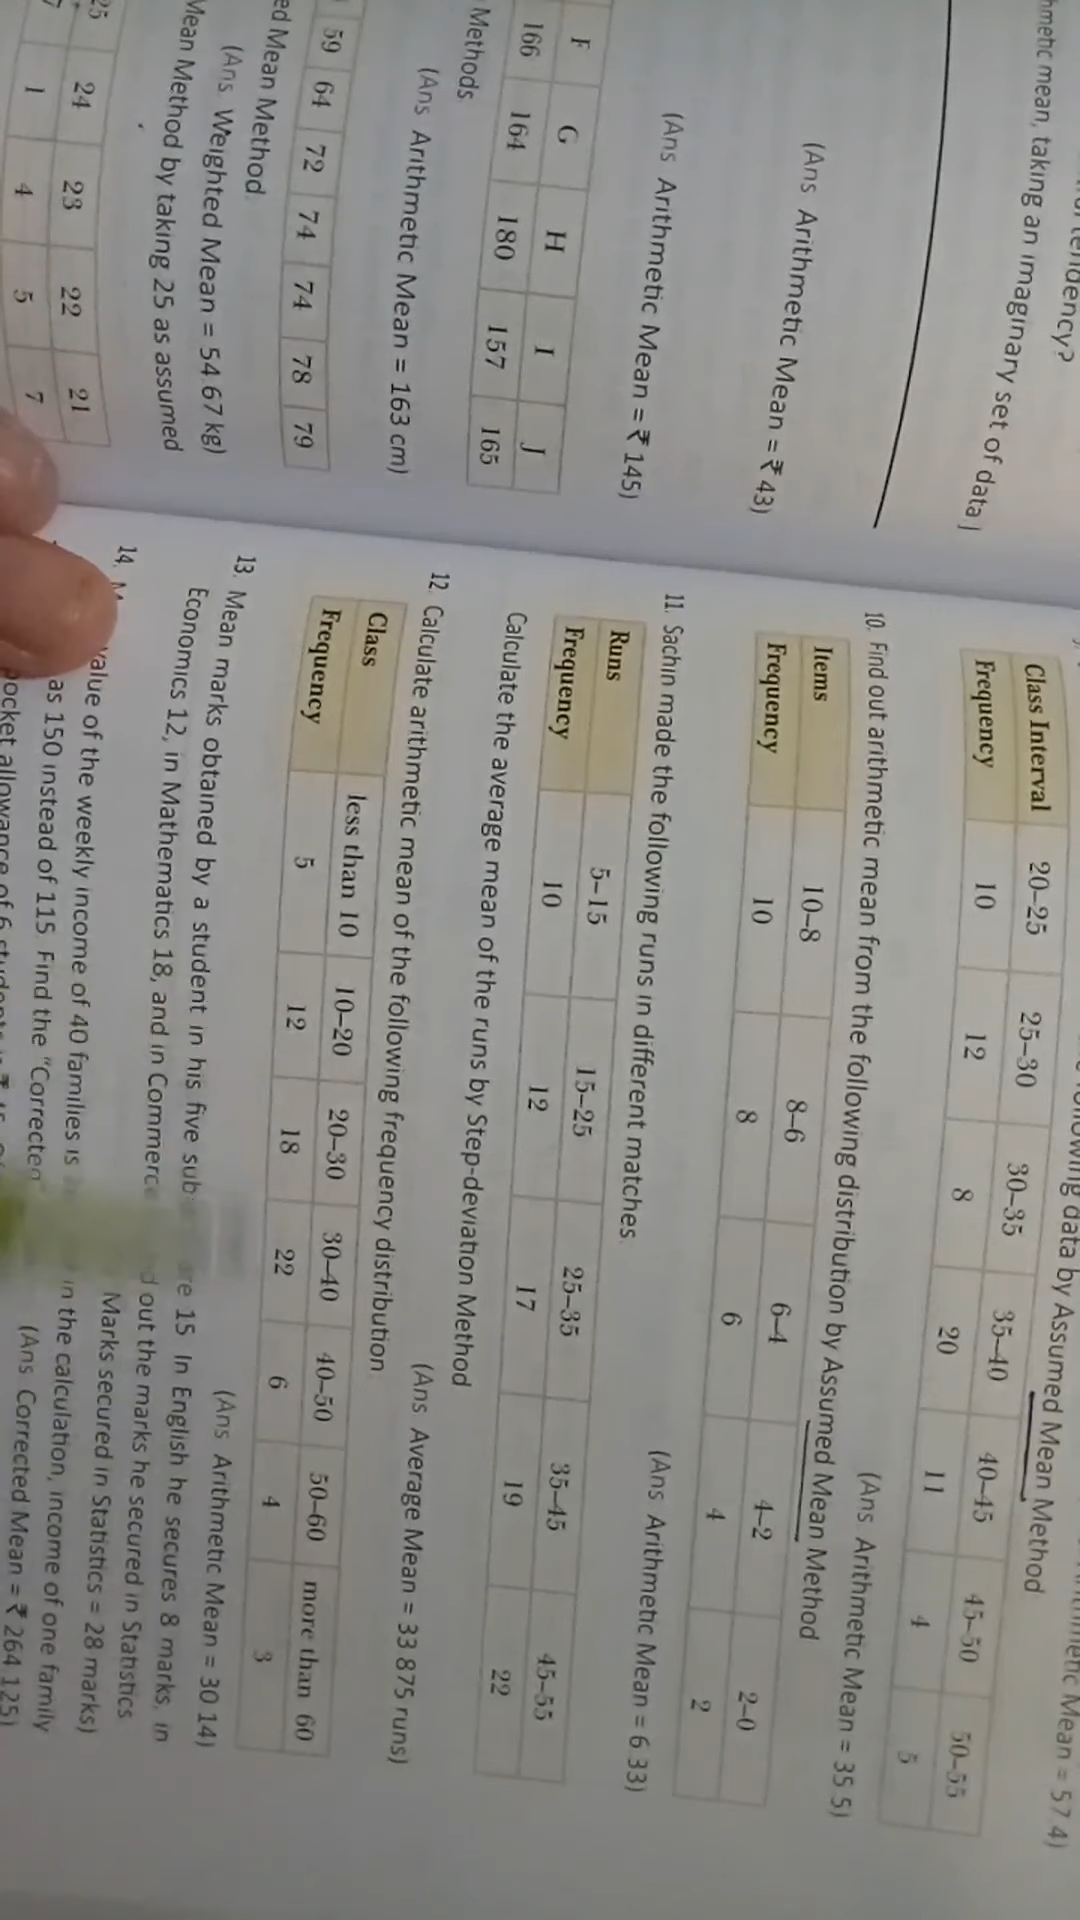 tendency?
hmetic mean, taking an imaginary set of data)
(Ans Arithmetic Mean = ₹ 43)
(Ans Arithmetic Mean = ₹ 145)
F G H I J
166 164 180 157 165
Methods
(Ans Arithmetic Mean = 163 cm)
59 64 72 74 74 78 79
ed Mean Method.
(Ans Weighted Mean = 54.67 kg)
Mean Method by taking 25 as assumed
25 24 23 22 21
1 4 5 7
Mean = 57.4)
data by Assumed Mean Method
Class Interval 20–25 25–30 30–35 35–40 40–45 45–50 50–55
Frequency 10 12 8 20 11 4 5
(Ans Arithmetic Mean = 35 5)
10. Find out arithmetic mean from the following distribution by Assumed Mean Method
Items 10–8 8–6 6–4 4–2 2–0
Frequency 10 8 6 4 2
(Ans Arithmetic Mean = 6 33)
11. Sachin made the following runs in different matches.
Runs 5–15 15–25 25–35 35–45 45–55
Frequency 10 12 17 19 22
Calculate the average mean of the runs by Step-deviation Method
(Ans Average Mean = 33 875 runs)
12. Calculate arithmetic mean of the following frequency distribution
Class less than 10 10–20 20–30 30–40 40–50 50–60 more than 60
Frequency 5 12 18 22 6 4 3
(Ans Arithmetic Mean = 30 14)
13. Mean marks obtained by a student in his five 15 In English he secures 8 marks, in
Economics 12, in Mathematics 18, and in Commerce out the marks he secured in Statistics
Marks secured in Statistics = 28 marks)
14. value of the weekly income of 40 families is in the calculation, income of one family
as 150 instead of 115. Find the "Corrected
(Ans Corrected Mean = ₹ 264 125)
pocket allowance of 6 students